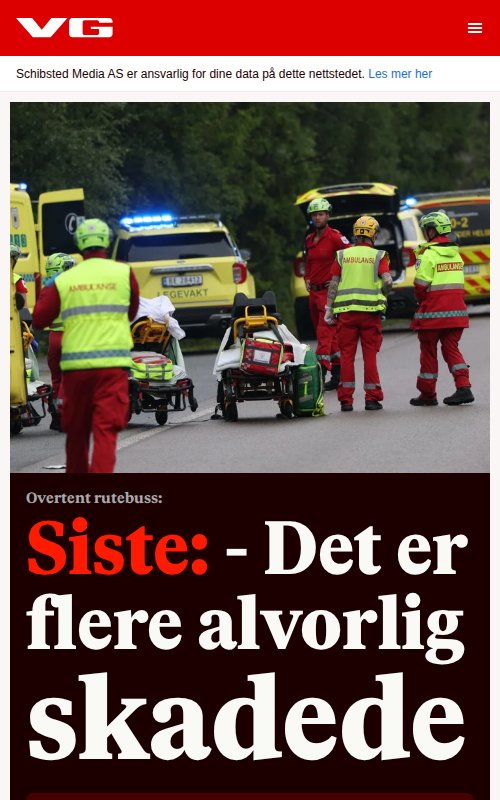 VG
Schibsted Media AS er ansvarlig for dine data på dette nettstedet. Les mer her
AMBULANSE
LEGEVAKT
AMBULANSE
AMBULANSE
Overtent rutebuss:
Siste: - Det er
flere alvorlig
skadede